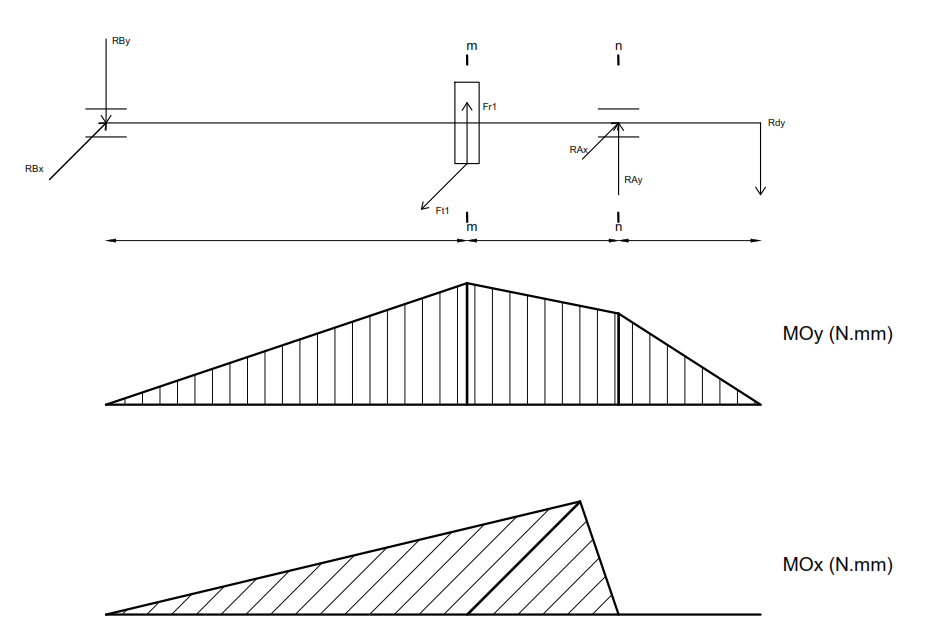 RBy
m
n
Fr1
Rdy
RAx
RBx
RAy
Ft1
m
n
MOy (N.mm)
MOx (N.mm)